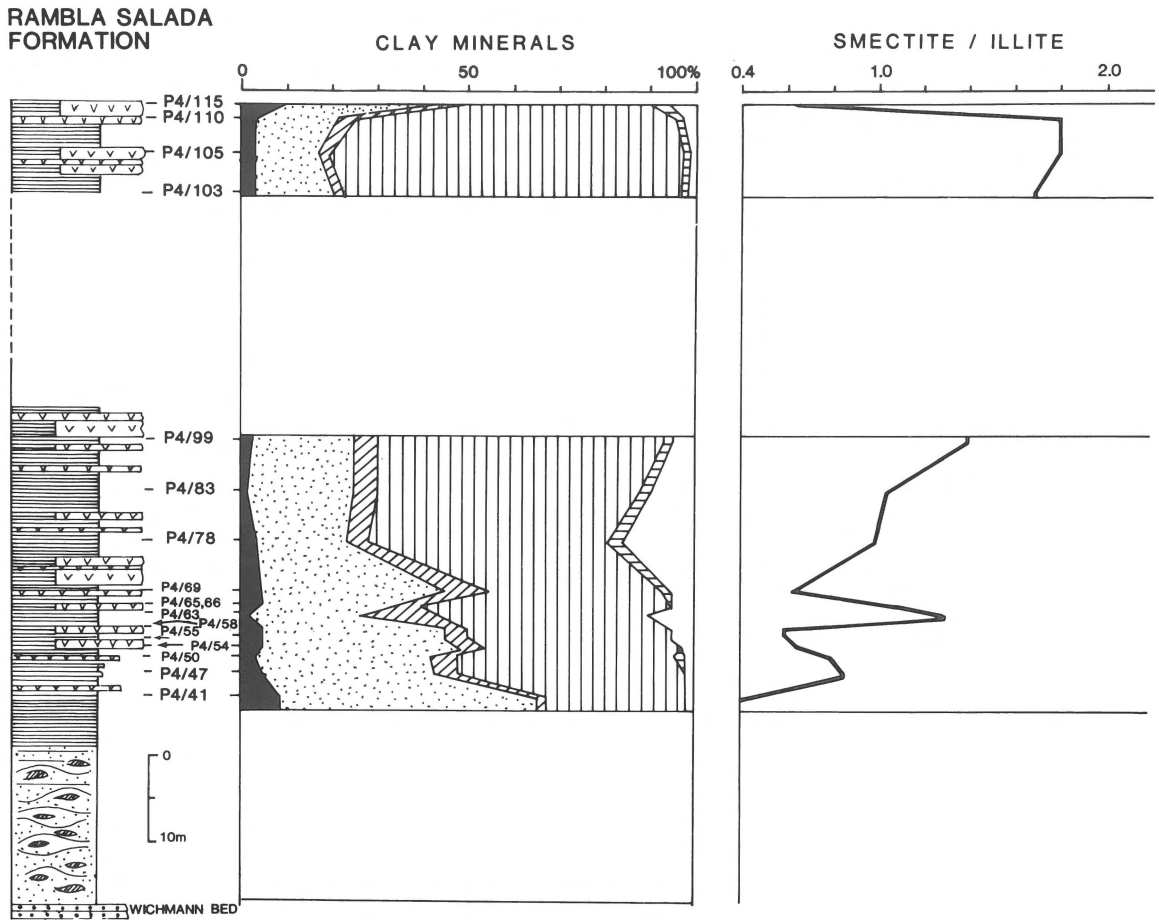 RAMBLA SALADA
FORMATION
CLAY MINERALS
SMECTITE / ILLITE
0 50 100%
0.4 1.0 2.0
P4/115
P4/110
P4/105
P4/103
P4/99
P4/83
P4/78
P4/69
P4/65,66
P4/63
P4/58
P4/55
P4/54
P4/50
P4/47
P4/41
0
10m
WICHMANN BED